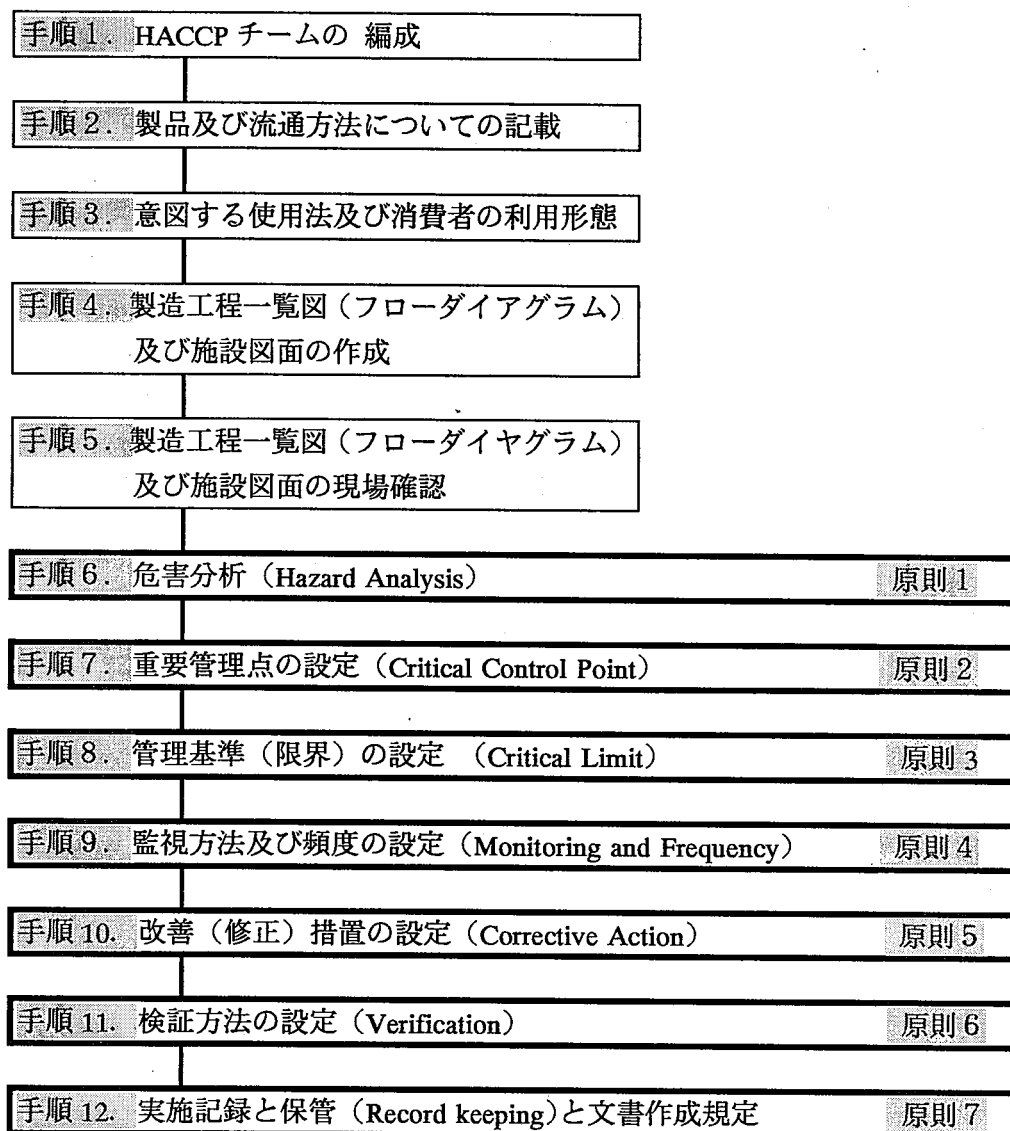 手順1. HACCP チームの 編成
手順2. 製品及び流通方法についての記載
手順3. 意図する使用法及び消費者の利用形態
手順4. 製造工程一覧図（フローダイアグラム）
及び施設図面の作成
手順5. 製造工程一覧図（フローダイヤグラム）
及び施設図面の現場確認
手順6. 危害分析（Hazard Analysis） 原則1
手順7. 重要管理点の設定（Critical Control Point） 原則2
手順8. 管理基準（限界）の設定 （Critical Limit） 原則3
手順9. 監視方法及び頻度の設定（Monitoring and Frequency） 原則4
手順10. 改善（修正）措置の設定（Corrective Action） 原則5
手順11. 検証方法の設定（Verification） 原則6
手順12. 実施記録と保管（Record keeping)と文書作成規定 原則7